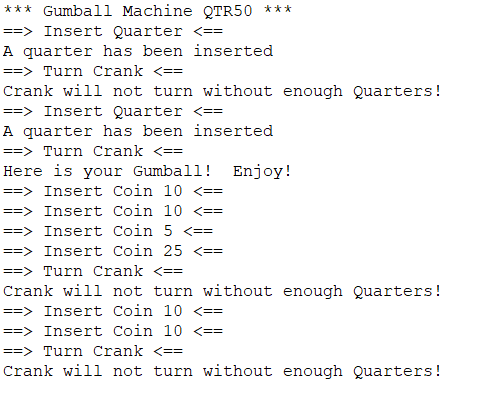 *** Gumball Machine QTR50 ***
==> Insert Quarter <==
A quarter has been inserted
==> Turn Crank <==
Crank will not turn without enough Quarters!
==> Insert Quarter <==
A quarter has been inserted
==> Turn Crank <==
Here is your Gumball!  Enjoy!
==> Insert Coin 10 <==
==> Insert Coin 10 <==
==> Insert Coin 5 <==
==> Insert Coin 25 <==
==> Turn Crank <==
Crank will not turn without enough Quarters!
==> Insert Coin 10 <==
==> Insert Coin 10 <==
==> Turn Crank <==
Crank will not turn without enough Quarters!